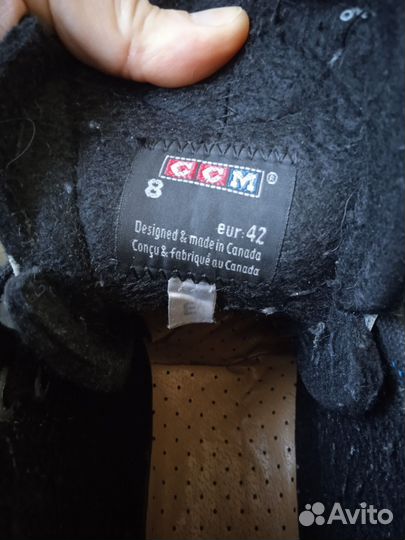 CCM ®
8
eur. 42
Designed & made in Canada
Conçu & fabriqué au Canada
E
Avito